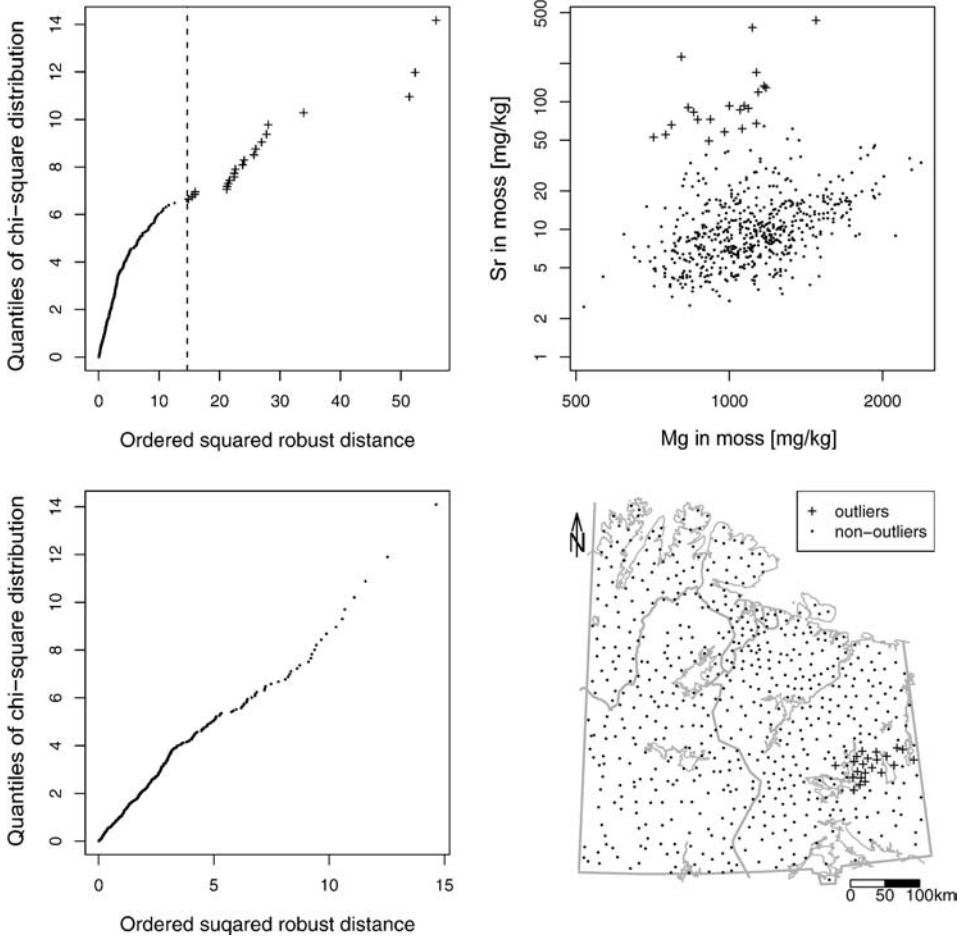 Quantiles of chi-square distribution
0 2 4 6 8 10 12 14
0 10 20 30 40 50
Ordered squared robust distance
Sr in moss [mg/kg]
1 2 5 10 20 50 100 500
500 1000 2000
Mg in moss [mg/kg]
Quantiles of chi-square distribution
0 2 4 6 8 10 12 14
0 5 10 15
Ordered suqared robust distance
N
+ outliers
· non-outliers
0 50 100km